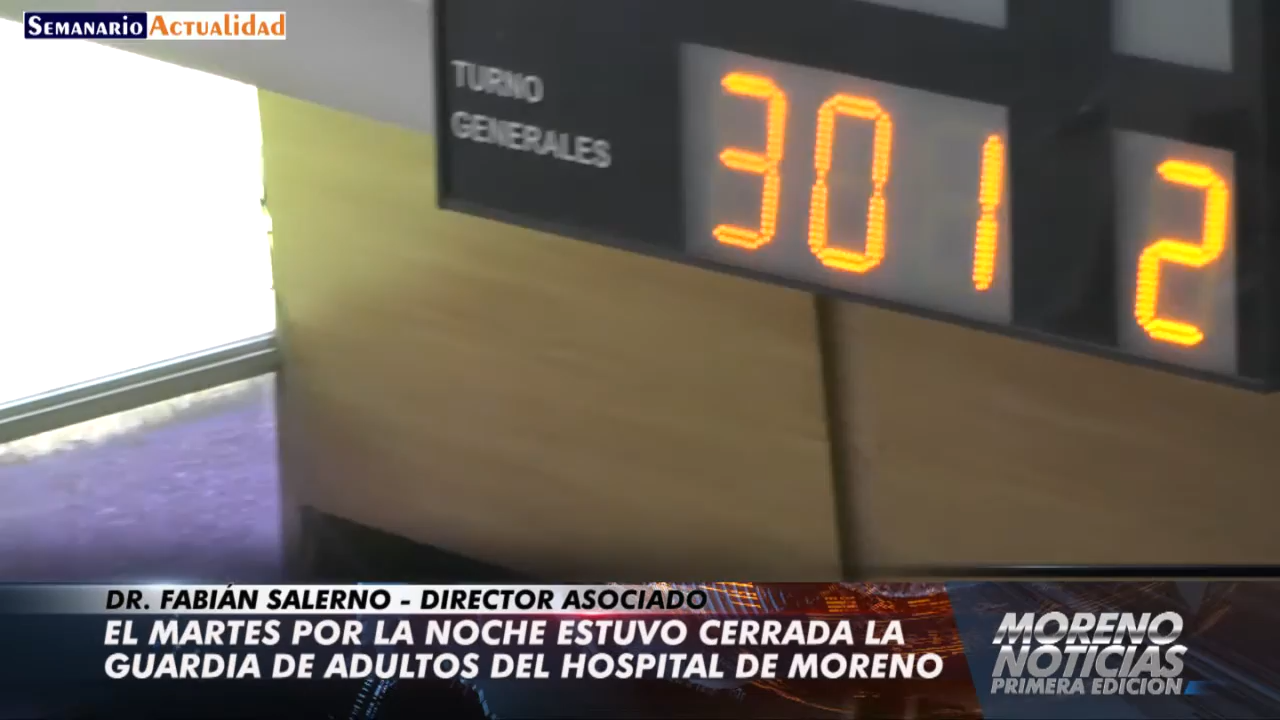 SEMANARIO ACTUALIDAD
TURNO
GENERALES
301 2
DR. FABIÁN SALERNO - DIRECTOR ASOCIADO
EL MARTES POR LA NOCHE ESTUVO CERRADA LA
GUARDIA DE ADULTOS DEL HOSPITAL DE MORENO
MORENO
NOTICIAS
PRIMERA EDICIÓN